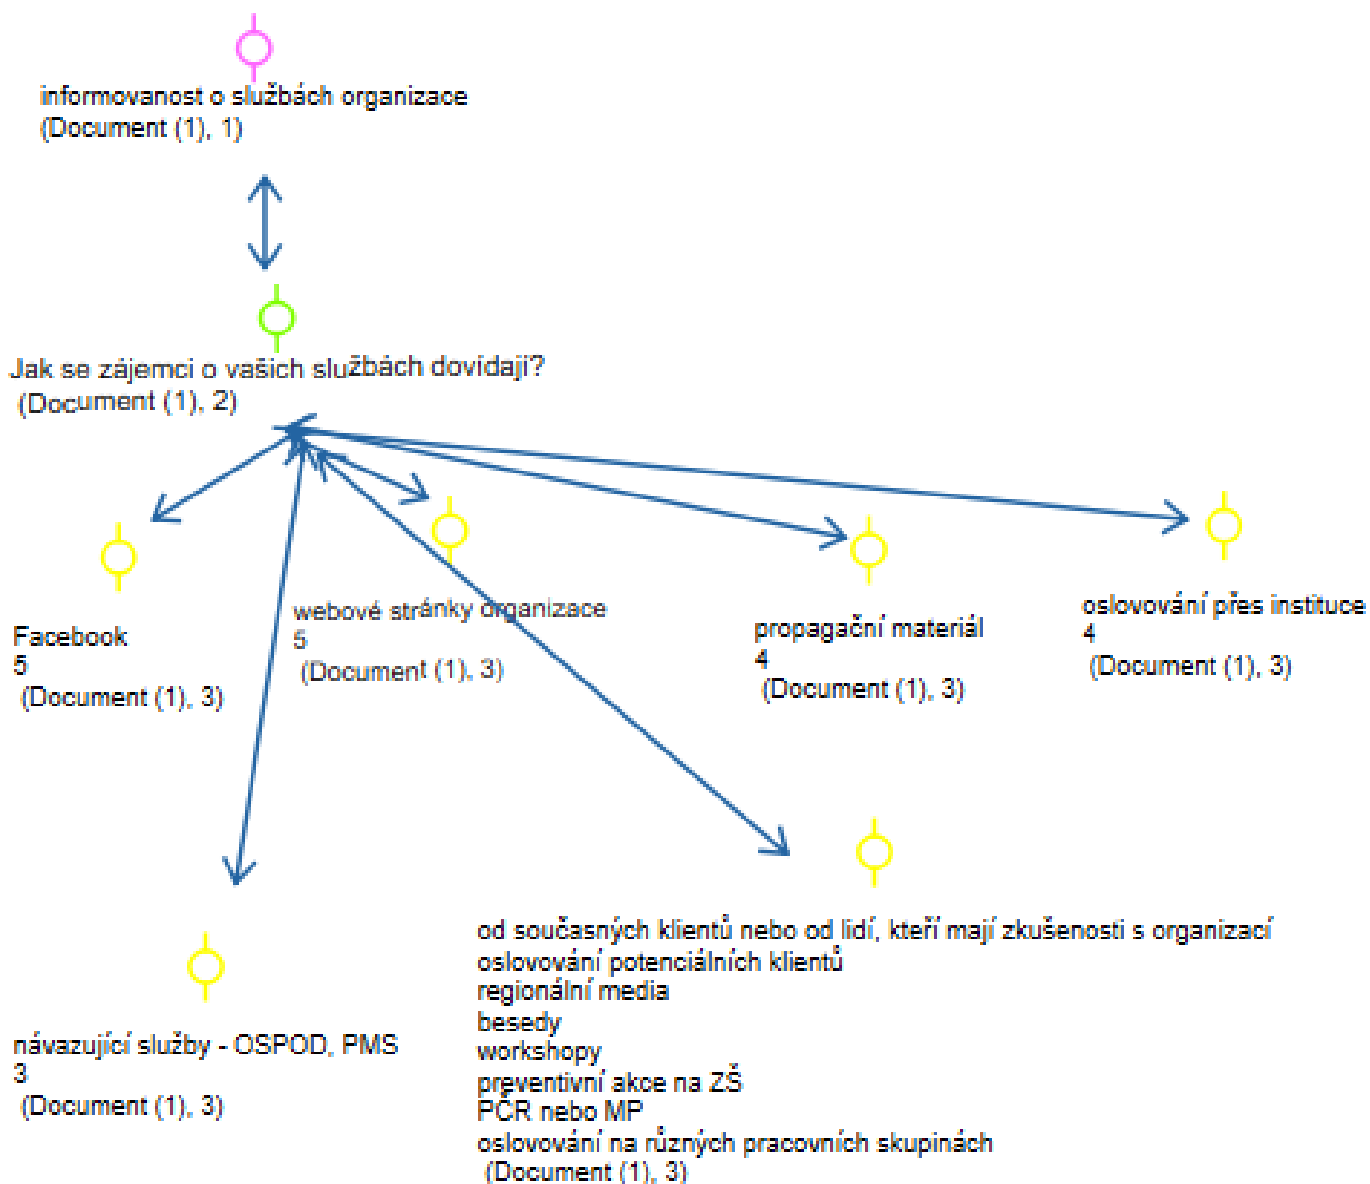 informovanost o službách organizace
(Document (1), 1)
Jak se zájemci o vašich službách dovídají?
(Document (1), 2)
Facebook
5
(Document (1), 3)
webové stránky organizace
5
(Document (1), 3)
propagační materiál
4
(Document (1), 3)
oslovování přes instituce
4
(Document (1), 3)
návazující služby - OSPOD, PMS
3
(Document (1), 3)
od současných klientů nebo od lidí, kteří mají zkušenosti s organizací
oslovování potenciálních klientů
regionální media
besedy
workshopy
preventivní akce na ZŠ
PČR nebo MP
oslovování na různých pracovních skupinách
(Document (1), 3)